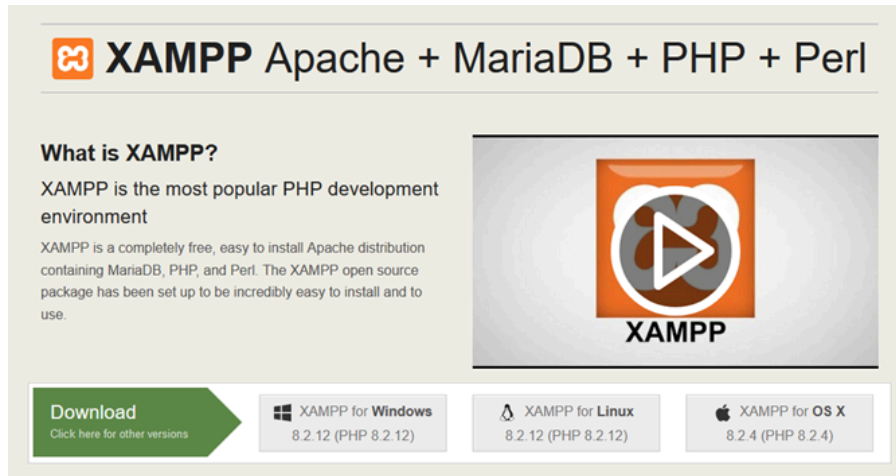 XAMPP Apache + MariaDB + PHP + Perl
What is XAMPP?
XAMPP is the most popular PHP development
environment
XAMPP is a completely free, easy to install Apache distribution
containing MariaDB, PHP, and Perl. The XAMPP open source
package has been set up to be incredibly easy to install and to
use.
XAMPP
Download
Click here for other versions
XAMPP for Windows
8.2.12 (PHP 8.2.12)
XAMPP for Linux
8.2.12 (PHP 8.2.12)
XAMPP for OS X
8.2.4 (PHP 8.2.4)